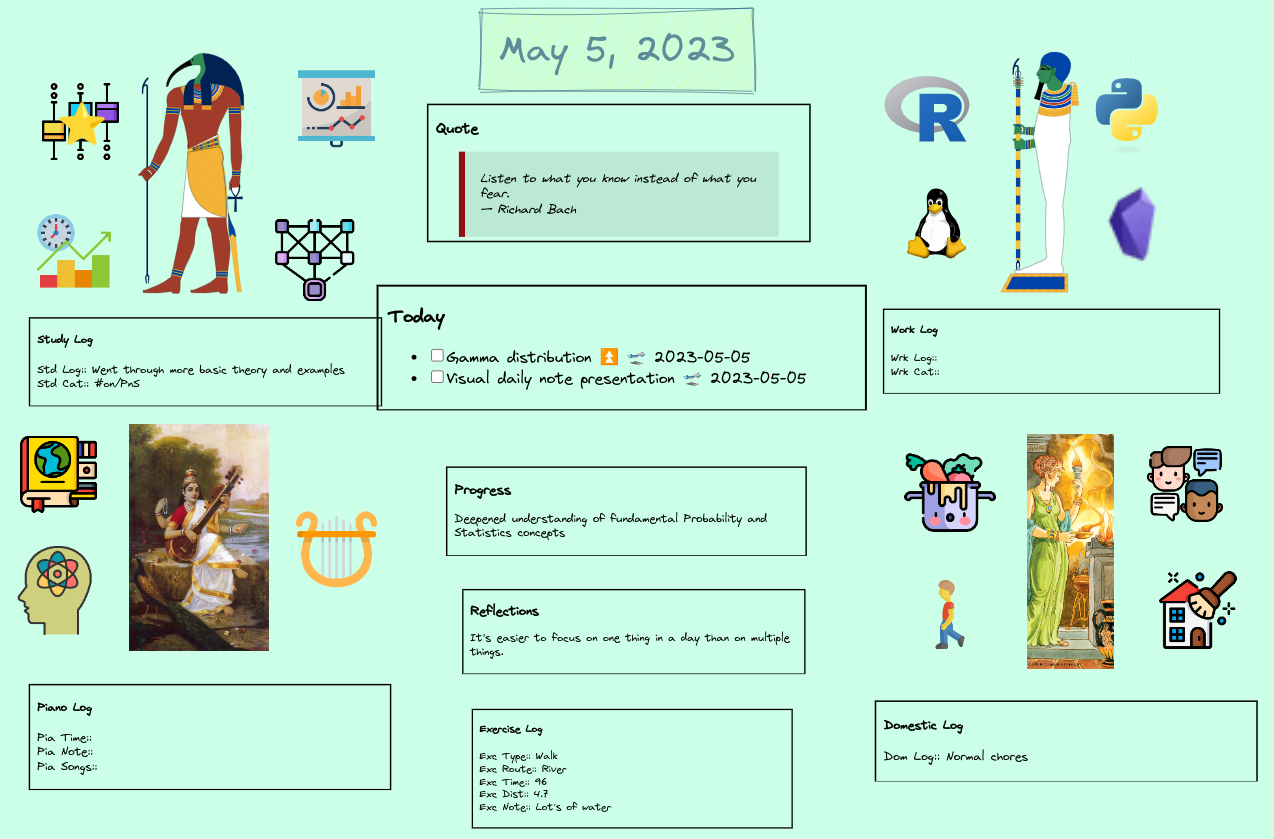 May 5, 2023
Quote
Listen to what you know instead of what you
fear.
— Richard Bach
Today
Gamma distribution ⏫ 🛫 2023-05-05
Visual daily note presentation 🛫 2023-05-05
Study Log
Std Log:: Went through more basic theory and examples
Std Cat:: #on/PnS
R
Work Log
Wrk Log::
Wrk Cat::
Progress
Deepened understanding of fundamental Probability and
Statistics concepts
Reflections
It's easier to focus on one thing in a day than on multiple
things.
Piano Log
Pia Time::
Pia Note::
Pia Songs::
Exercise Log
Exc Type:: Walk
Exc Route:: River
Exc Time:: 96
Exc Dist:: 4.7
Exc Note:: Lot's of water
Domestic Log
Dom Log:: Normal chores